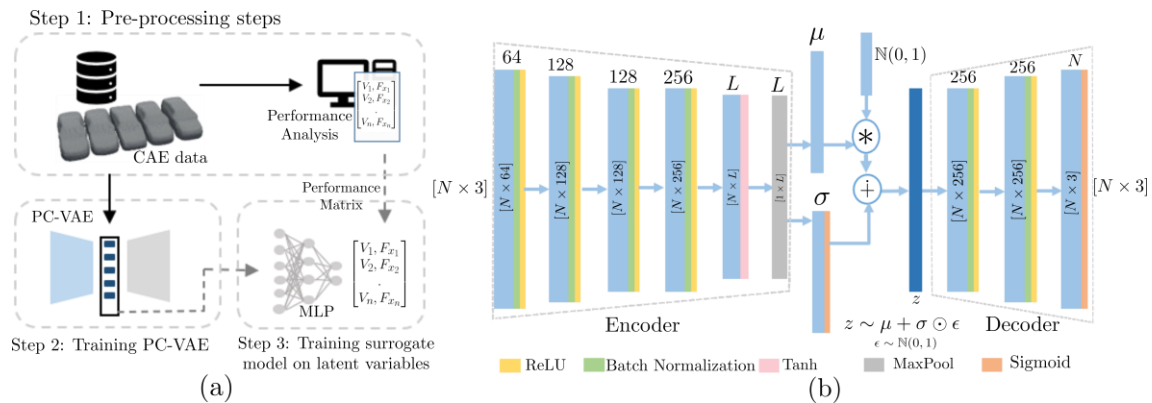 Step 1: Pre-processing steps
CAE data
Performance
Analysis
[V₁, Fₓ₁
V₂, Fₓ₂
.
Vₙ, Fₓₙ]
Performance
Matrix
PC-VAE
MLP
[V₁, Fₓ₁
V₂, Fₓ₂
.
Vₙ, Fₓₙ]
Step 2: Training PC-VAE
Step 3: Training surrogate
model on latent variables
(a)
[N × 3]
64
[N × 64]
128
[N × 128]
128
[N × 128]
256
[N × 256]
L
[N × L]
L
[1 × L]
Encoder
μ
σ
ℕ(0, 1)
*
+
z
z ∼ μ + σ ⊙ ϵ
ϵ ∼ ℕ(0, 1)
256
[N × 256]
256
[N × 256]
N
[N × 3]
[N × 3]
Decoder
ReLU
Batch Normalization
Tanh
MaxPool
Sigmoid
(b)